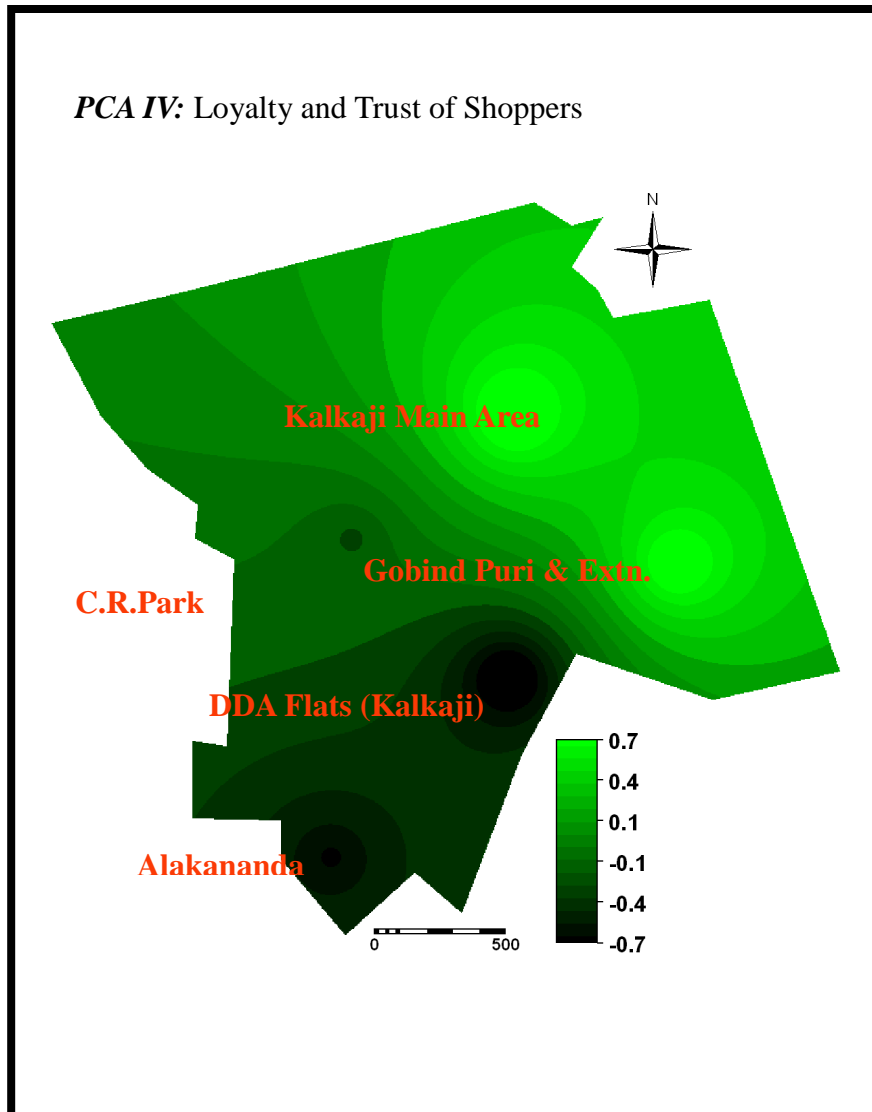 PCA IV: Loyalty and Trust of Shoppers
N
Kalkaji Main Area
Gobind Puri & Extn.
C.R.Park
DDA Flats (Kalkaji)
0.7
0.4
0.1
-0.1
-0.4
-0.7
Alakananda
0 500